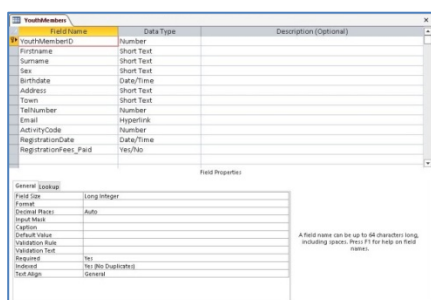 YouthMembers
Field Name Data Type Description (Optional)
YouthMemberID Number
Firstname Short Text
Surname Short Text
Sex Short Text
Birthdate Date/Time
Address Short Text
Town Short Text
TelNumber Number
Email Hyperlink
ActivityCode Number
RegistrationDate Date/Time
RegistrationFees_Paid Yes/No
Field Properties
General Lookup
Field Size Long Integer
Format
Decimal Places Auto
Input Mask
Caption
Default Value
Validation Rule
Validation Text
Required Yes
Indexed Yes (No Duplicates)
Text Align General
A field name can be up to 64 characters long,
including spaces. Press F1 for help on field
names.